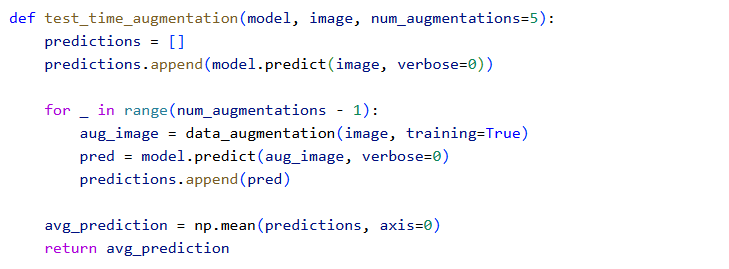 def test_time_augmentation(model, image, num_augmentations=5):
    predictions = []
    predictions.append(model.predict(image, verbose=0))

    for _ in range(num_augmentations - 1):
        aug_image = data_augmentation(image, training=True)
        pred = model.predict(aug_image, verbose=0)
        predictions.append(pred)

    avg_prediction = np.mean(predictions, axis=0)
    return avg_prediction